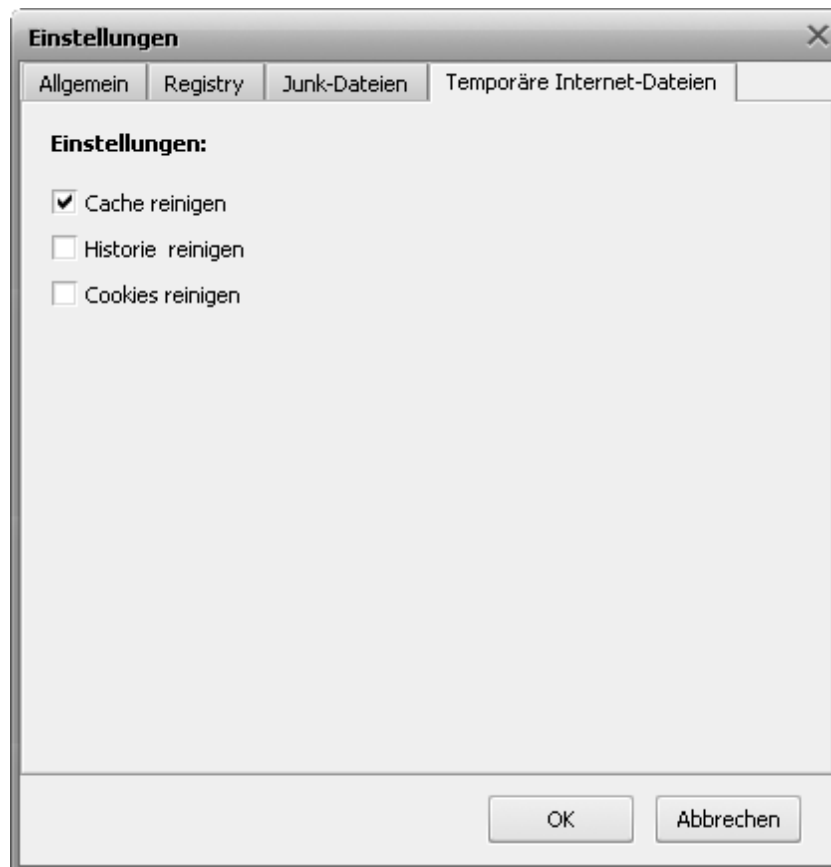 Einstellungen
Allgemein Registry Junk-Dateien Temporäre Internet-Dateien
Einstellungen:
Cache reinigen
Historie reinigen
Cookies reinigen
OK Abbrechen